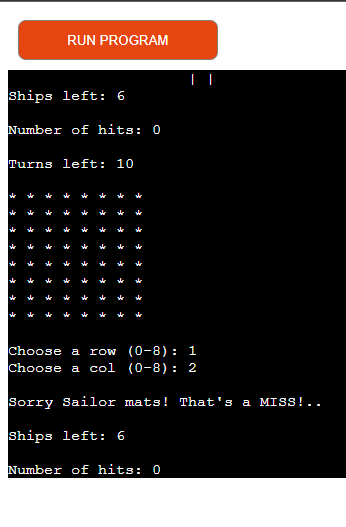 RUN PROGRAM
| |
Ships left: 6
Number of hits: 0
Turns left: 10
* * * * * * * *
* * * * * * * *
* * * * * * * *
* * * * * * * *
* * * * * * * *
* * * * * * * *
* * * * * * * *
* * * * * * * *
Choose a row (0-8): 1
Choose a col (0-8): 2
Sorry Sailor mats! That's a MISS!..
Ships left: 6
Number of hits: 0